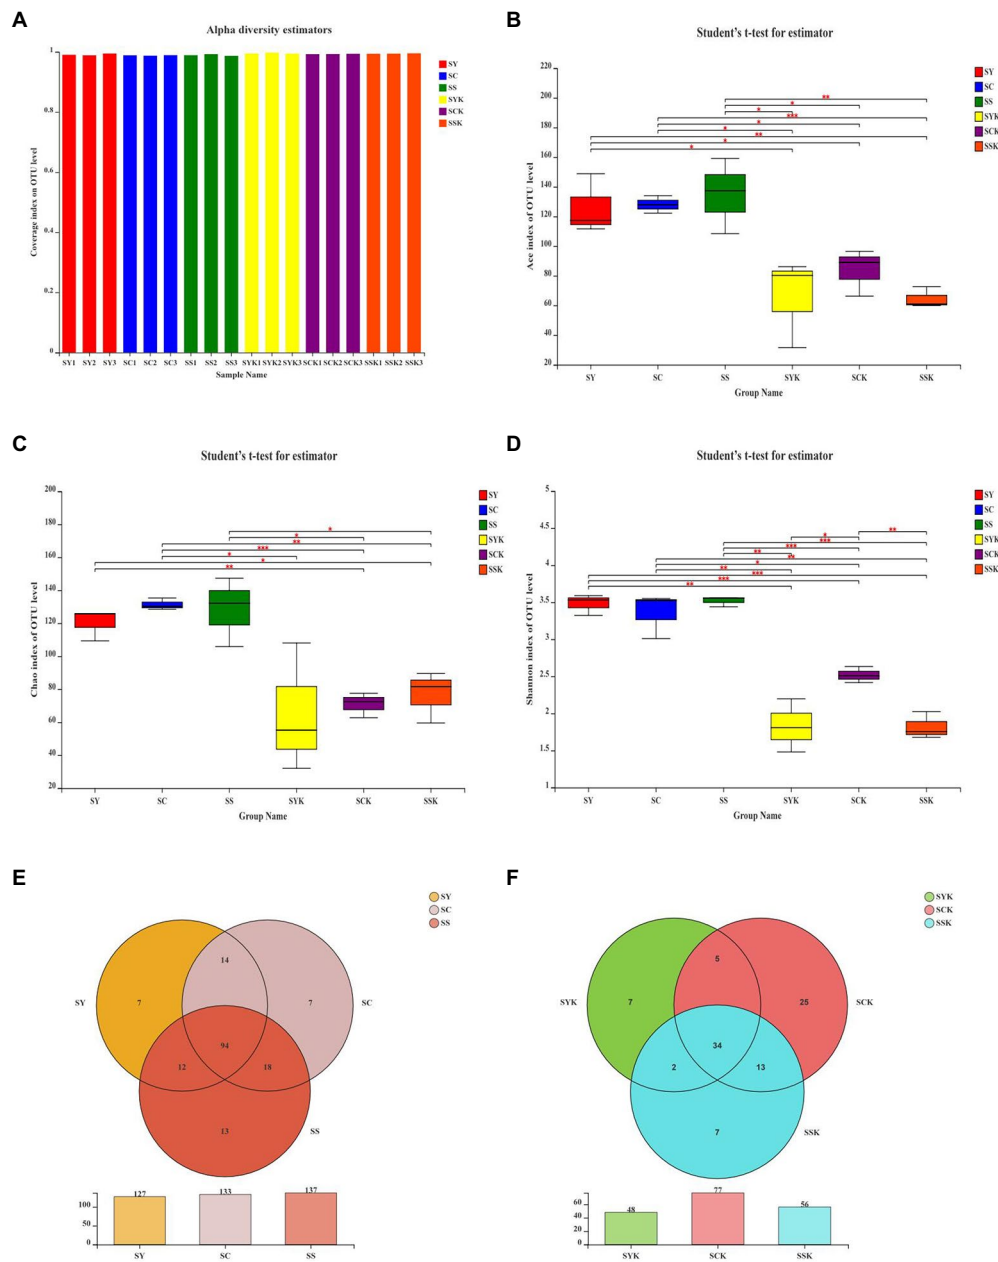 A
Alpha diversity estimators
Coverage index on OTU level
1
0.8
0.6
0.4
0.2
0
SY1 SY2 SY3 SC1 SC2 SC3 SS1 SS2 SS3 SYK1 SYK2 SYK3 SCK1 SCK2 SCK3 SSK1 SSK2 SSK3
Sample Name
SY
SC
SS
SYK
SCK
SSK
B
Student's t-test for estimator
Ace index of OTU level
220
200
180
160
140
120
100
80
60
40
20
**
*
*
***
*
*
**
*
*
SY SC SS SYK SCK SSK
Group Name
SY
SC
SS
SYK
SCK
SSK
C
Student's t-test for estimator
Chao index of OTU level
200
180
160
140
120
100
80
60
40
20
*
*
**
***
*
*
**
SY SC SS SYK SCK SSK
Group Name
SY
SC
SS
SYK
SCK
SSK
D
Student's t-test for estimator
Shannon index of OTU level
5
4.5
4
3.5
3
2.5
2
1.5
1
**
*
***
***
**
**
*
**
***
***
**
SY SC SS SYK SCK SSK
Group Name
SY
SC
SS
SYK
SCK
SSK
E
SY
SC
SS
14
SY 7 7 SC
94
12 18
13 SS
127 133 137
100
50
0
SY SC SS
F
SYK
SCK
SSK
5
SYK 7 25 SCK
34
2 13
7 SSK
48 77 56
60
40
20
0
SYK SCK SSK